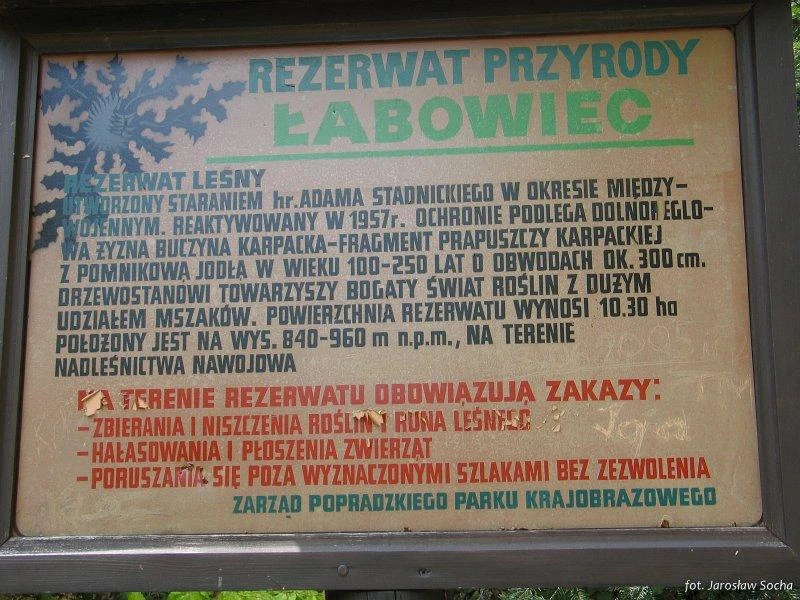 REZERWAT PRZYRODY
ŁABOWIEC
REZERWAT LEŚNY
UTWORZONY STARANIEM hr. ADAMA STADNICKIEGO W OKRESIE MIĘDZY-
WOJENNYM. REAKTYWOWANY W 1957r. OCHRONIE PODLEGA DOLNOREGLO-
WA ŻYZNA BUCZYNA KARPACKA-FRAGMENT PRAPUSZCZY KARPACKIEJ
Z POMNIKOWĄ JODŁĄ W WIEKU 100-250 LAT O OBWODACH OK. 300 cm.
DRZEWOSTANOWI TOWARZYSZY BOGATY ŚWIAT ROŚLIN Z DUŻYM
UDZIAŁEM MSZAKÓW. POWIERZCHNIA REZERWATU WYNOSI 10.30 ha
POŁOŻONY JEST NA WYS. 840-960 m n.p.m., NA TERENIE
NADLEŚNICTWA NAWOJOWA
NA TERENIE REZERWATU OBOWIĄZUJĄ ZAKAZY:
-ZBIERANIA I NISZCZENIA ROŚLIN I RUNA LEŚNEGO
-HAŁASOWANIA I PŁOSZENIA ZWIERZĄT
-PORUSZANIA SIĘ POZA WYZNACZONYMI SZLAKAMI BEZ ZEZWOLENIA
ZARZĄD POPRADZKIEGO PARKU KRAJOBRAZOWEGO
fot. Jarosław Socha